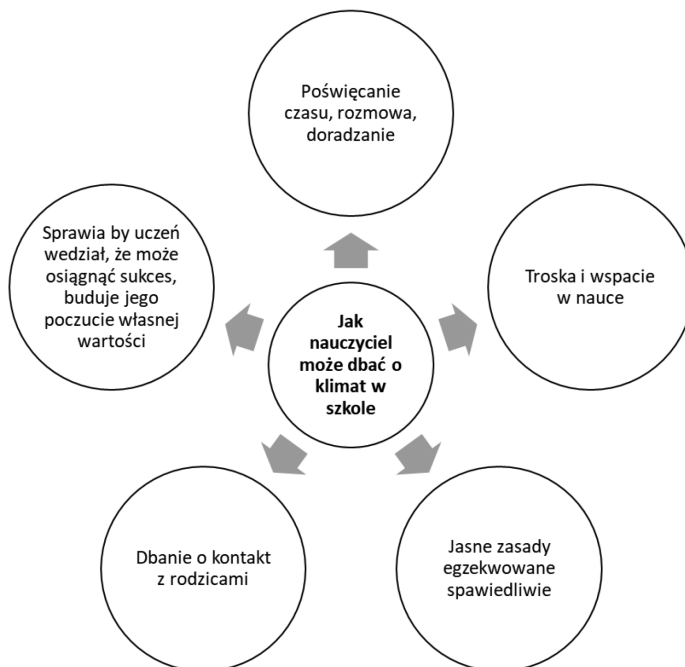 Poświęcanie
czasu, rozmowa,
doradzanie
Sprawia by uczeń
wedział, że może
osiągnąć sukces,
buduje jego
poczucie własnej
wartości
Troska i wspacie
w nauce
Jak
nauczyciel
może dbać o
klimat w
szkole
Dbanie o kontakt
z rodzicami
Jasne zasady
egzekwowane
spawiedliwie